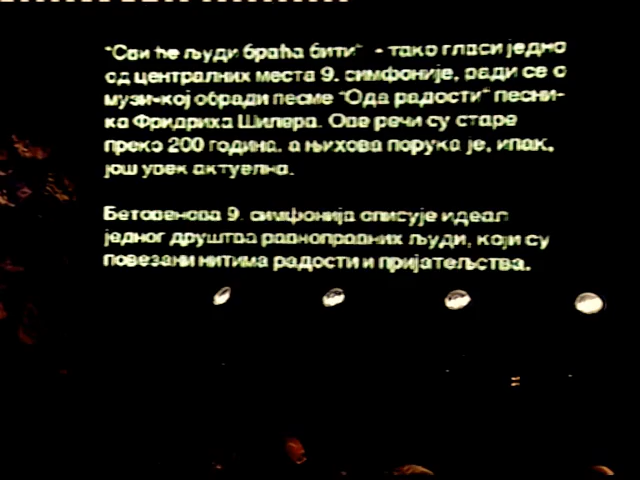 "Сви ће људи браћа бити" - тако гласи једно
од централних места 9. симфоније, ради се о
музичкој обради песме "Ода радости" песни-
ка Фридриха Шилера. Ове речи су старе
преко 200 година, а њихова порука је, ипак,
још увек актуелна.
Бетовенова 9. симфонија описује идеал
једног друштва равноправних људи, који су
повезани нитима радости и пријатељства.